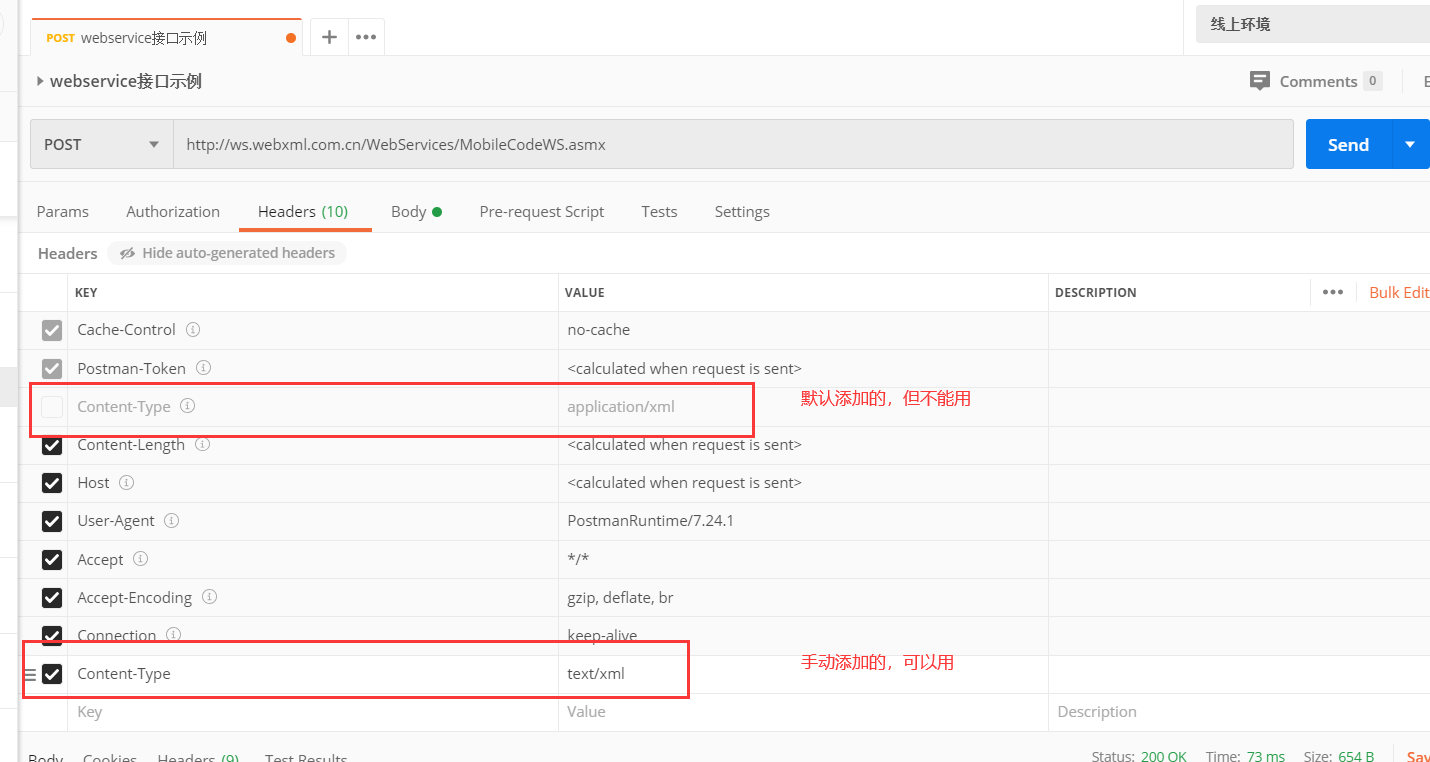 POST webservice接口示例
线上环境
webservice接口示例
Comments 0
POST http://ws.webxml.com.cn/WebServices/MobileCodeWS.asmx Send
Params Authorization Headers (10) Body Pre-request Script Tests Settings
Headers Hide auto-generated headers
KEY VALUE DESCRIPTION Bulk Edit
Cache-Control no-cache
Postman-Token <calculated when request is sent>
Content-Type application/xml 默认添加的，但不能用
Content-Length <calculated when request is sent>
Host <calculated when request is sent>
User-Agent PostmanRuntime/7.24.1
Accept */*
Accept-Encoding gzip, deflate, br
Connection keep-alive
Content-Type text/xml 手动添加的，可以用
Key Value Description
Body Cookies Headers (9) Test Results Status: 200 OK Time: 73 ms Size: 654 B